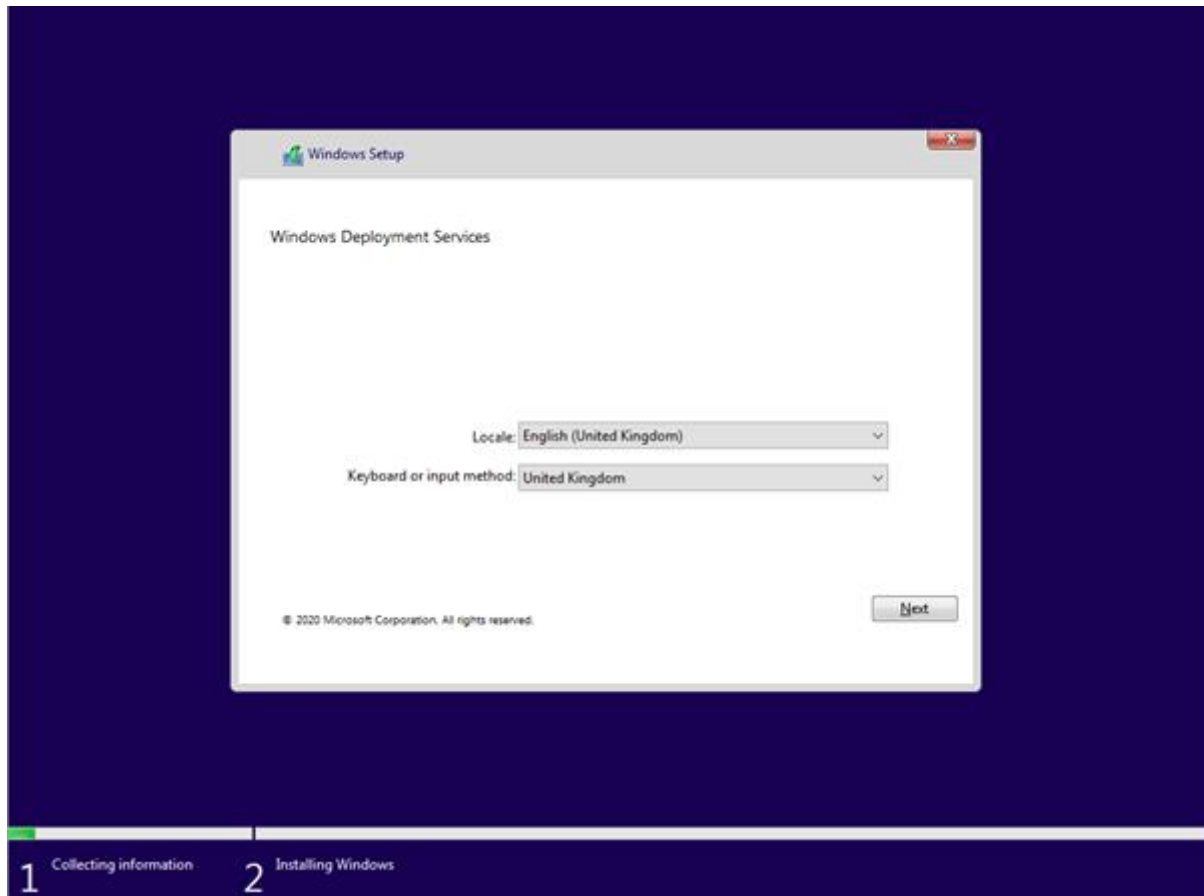 Windows Setup
Windows Deployment Services
Locale: English (United Kingdom)
Keyboard or input method: United Kingdom
Next
© 2020 Microsoft Corporation. All rights reserved.
1 Collecting information 2 Installing Windows